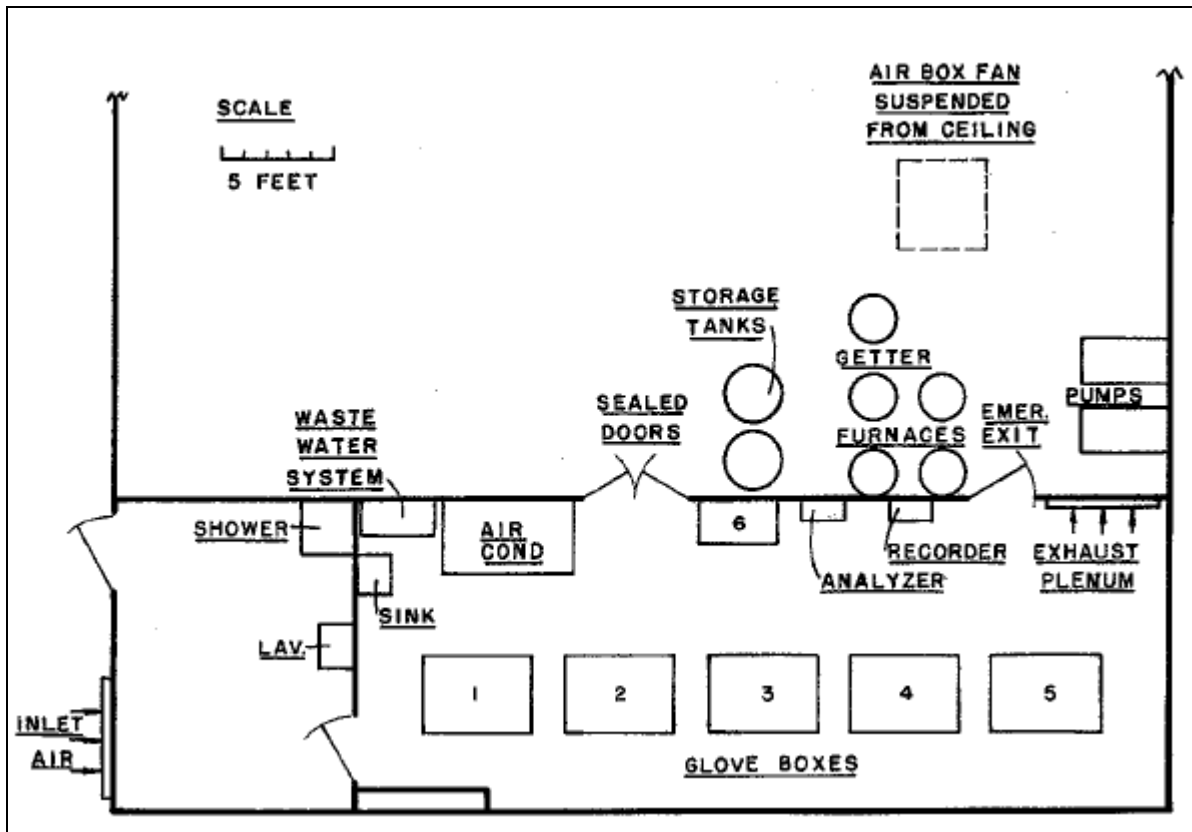 AIR BOX FAN
SUSPENDED
FROM CEILING
SCALE
5 FEET
STORAGE
TANKS
GETTER
WASTE
WATER
SYSTEM
SEALED
DOORS
FURNACES
EMER.
EXIT
PUMPS
SHOWER
AIR
COND
6
RECORDER
ANALYZER
EXHAUST
PLENUM
SINK
LAV.
1
2
3
4
5
INLET
AIR
GLOVE BOXES